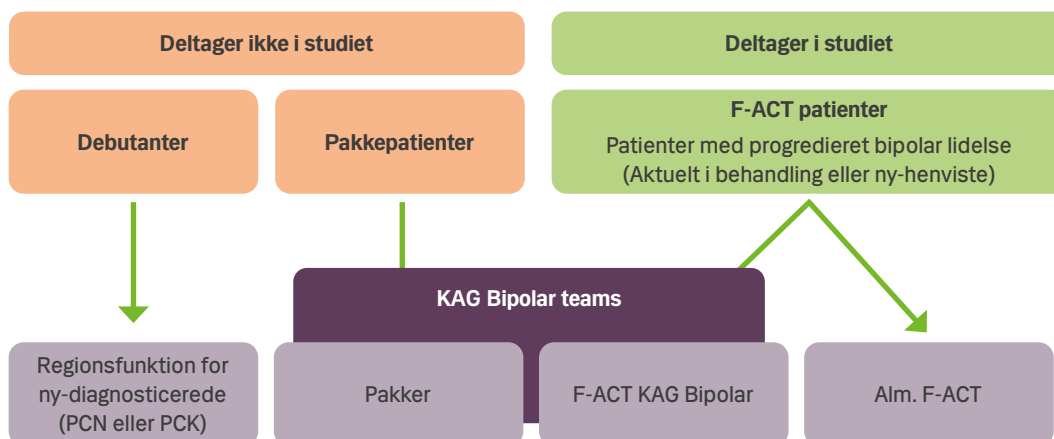 Deltager ikke i studiet
Deltager i studiet
Debutanter
Pakkepatienter
F-ACT patienter
Patienter med progredieret bipolar lidelse
(Aktuelt i behandling eller ny-henviste)
KAG Bipolar teams
Regionsfunktion for
ny-diagnosticerede
(PCN eller PCK)
Pakker
F-ACT KAG Bipolar
Alm. F-ACT